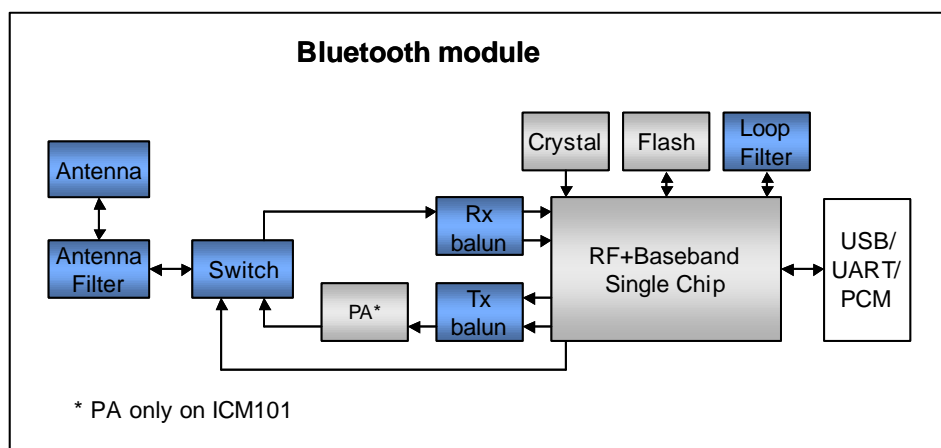 Bluetooth module
Crystal
Flash
Loop
Filter
Antenna
Antenna
Filter
Switch
Rx
balun
RF+Baseband
Single Chip
USB/
UART/
PCM
PA*
Tx
balun
* PA only on ICM101